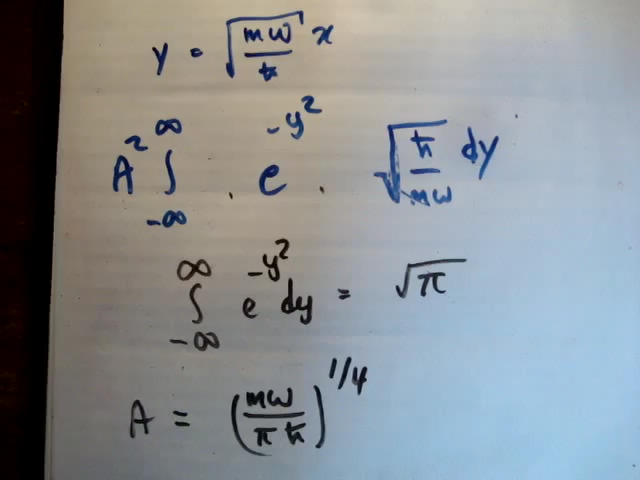 y = √(mω/ħ) x
A² ∫_{-∞}^{∞} . e^{-y²} . √(ħ/mω) dy
∫_{-∞}^{∞} e^{-y²} dy = √π
A = (mω/πħ)^{1/4}